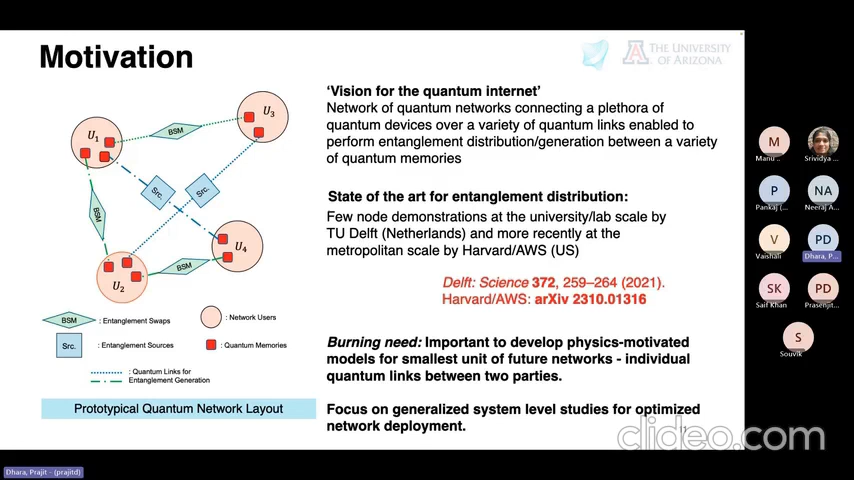 Motivation
THE UNIVERSITY
OF ARIZONA
'Vision for the quantum internet'
Network of quantum networks connecting a plethora of
quantum devices over a variety of quantum links enabled to
perform entanglement distribution/generation between a variety
of quantum memories
State of the art for entanglement distribution:
Few node demonstrations at the university/lab scale by
TU Delft (Netherlands) and more recently at the
metropolitan scale by Harvard/AWS (US)
Delft: Science 372, 259–264 (2021).
Harvard/AWS: arXiv 2310.01316
Burning need: Important to develop physics-motivated
models for smallest unit of future networks - individual
quantum links between two parties.
Focus on generalized system level studies for optimized
network deployment.
U1
BSM
U3
Src.
Src.
BSM
U4
BSM
U2
BSM
: Entanglement Swaps
: Network Users
Src.
: Entanglement Sources
: Quantum Memories
: Quantum Links for
Entanglement Generation
Prototypical Quantum Network Layout
M
Manu ..
Srividya ...
P
Pankaj (...
NA
Neeraj A...
V
Vaishali
PD
Dhara, P...
SK
Saif Khan
PD
Prasenjit...
S
Souvik
clideo.com
Dhara, Prajit - (prajitd)